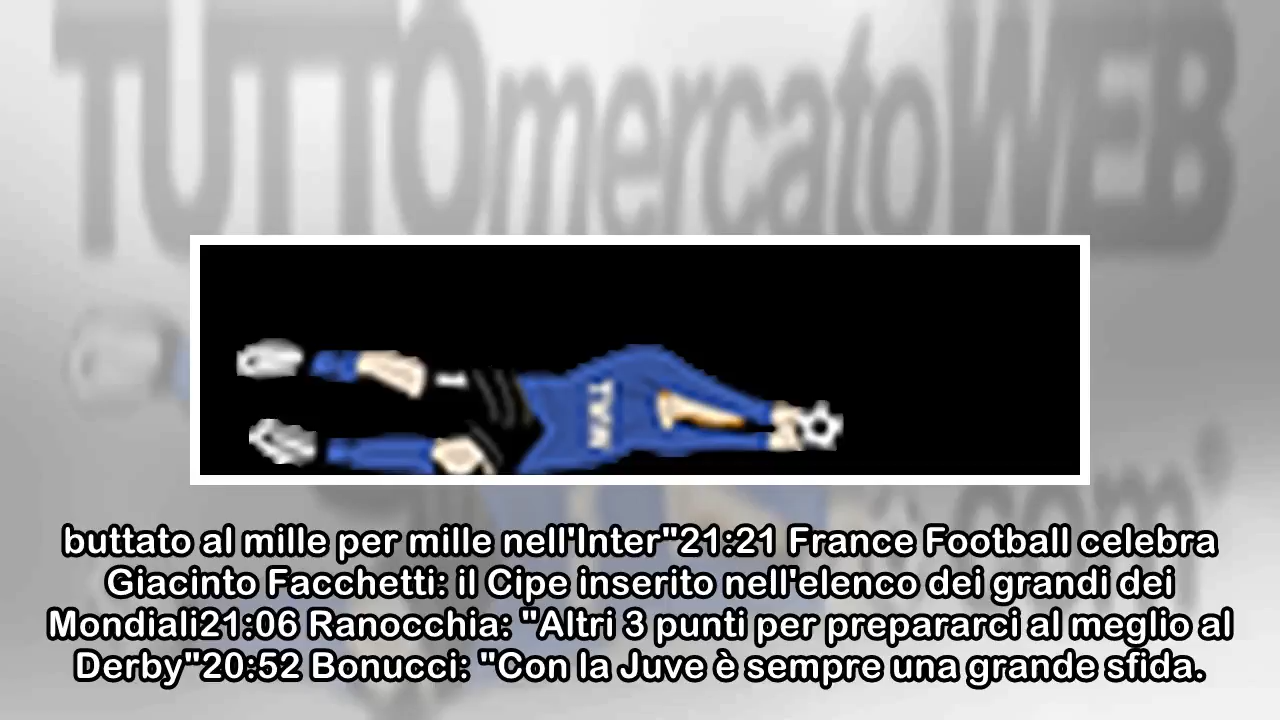 TUTTOmercatoWEB
TVN
.com®
buttato al mille per mille nell'Inter"21:21 France Football celebra
Giacinto Facchetti: il Cipe inserito nell'elenco dei grandi dei
Mondiali21:06 Ranocchia: "Altri 3 punti per prepararci al meglio al
Derby"20:52 Bonucci: "Con la Juve è sempre una grande sfida.